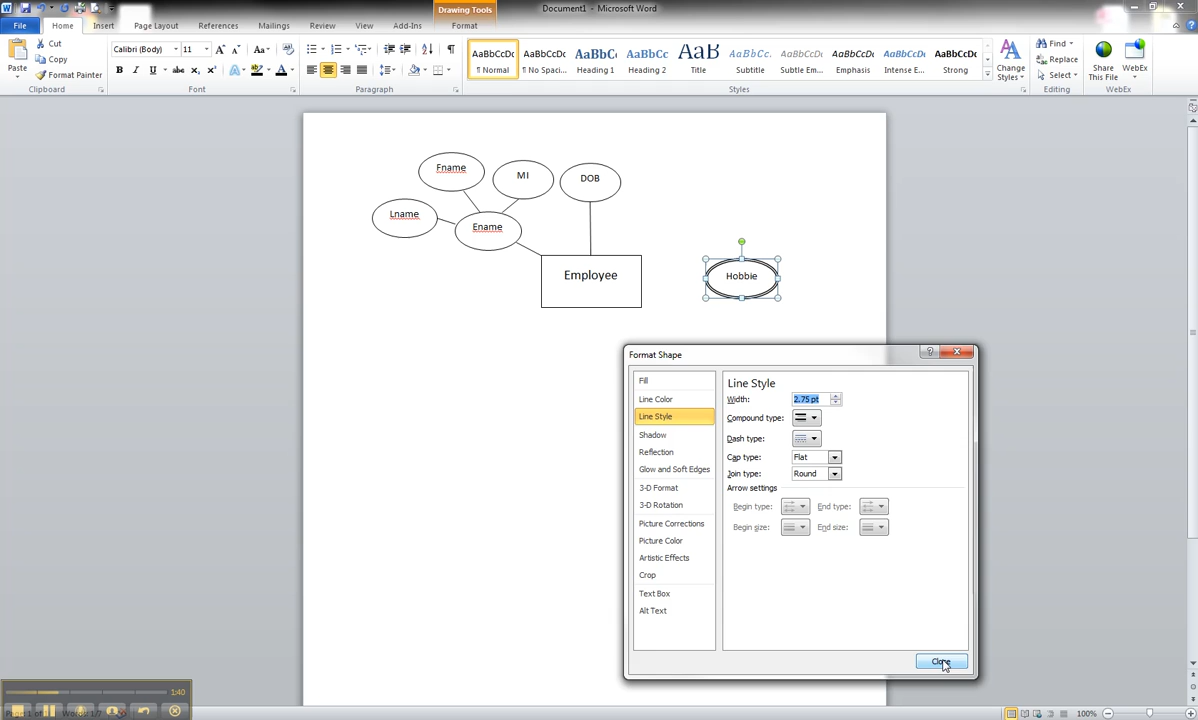 Drawing Tools
Document1 - Microsoft Word
File Home Insert Page Layout References Mailings Review View Add-Ins Format
Paste
Cut
Copy
Format Painter
Clipboard
Calibri (Body) 11
Font
Paragraph
AaBbCcDc AaBbCcDc AaBbC AaBbCc AaB AaBbCc. AaBbCcDc AaBbCcDc AaBbCcDc AaBbCcDc
¶ Normal ¶ No Spaci... Heading 1 Heading 2 Title Subtitle Subtle Em... Emphasis Intense E... Strong
Styles
Change
Styles
Find
Replace
Select
Editing
Share
This File
WebEx
WebEx
Fname
MI
DOB
Lname
Ename
Employee
Hobbie
Format Shape
Fill
Line Color
Line Style
Shadow
Reflection
Glow and Soft Edges
3-D Format
3-D Rotation
Picture Corrections
Picture Color
Artistic Effects
Crop
Text Box
Alt Text
Line Style
Width: 2.75 pt
Compound type:
Dash type:
Cap type: Flat
Join type: Round
Arrow settings
Begin type: End type:
Begin size: End size:
Close
1:40
100%